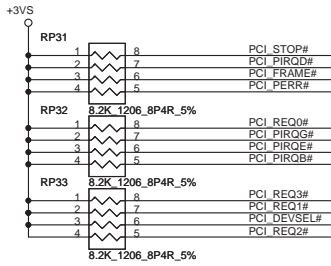 +3VS
RP31
1 8 PCI_STOP#
2 7 PCI_PIRQD#
3 6 PCI_FRAME#
4 5 PCI_PERR#
8.2K_1206_8P4R_5%
RP32
1 8 PCI_REQ0#
2 7 PCI_PIRQG#
3 6 PCI_PIRQE#
4 5 PCI_PIRQB#
8.2K_1206_8P4R_5%
RP33
1 8 PCI_REQ3#
2 7 PCI_REQ1#
3 6 PCI_DEVSEL#
4 5 PCI_REQ2#
8.2K_1206_8P4R_5%